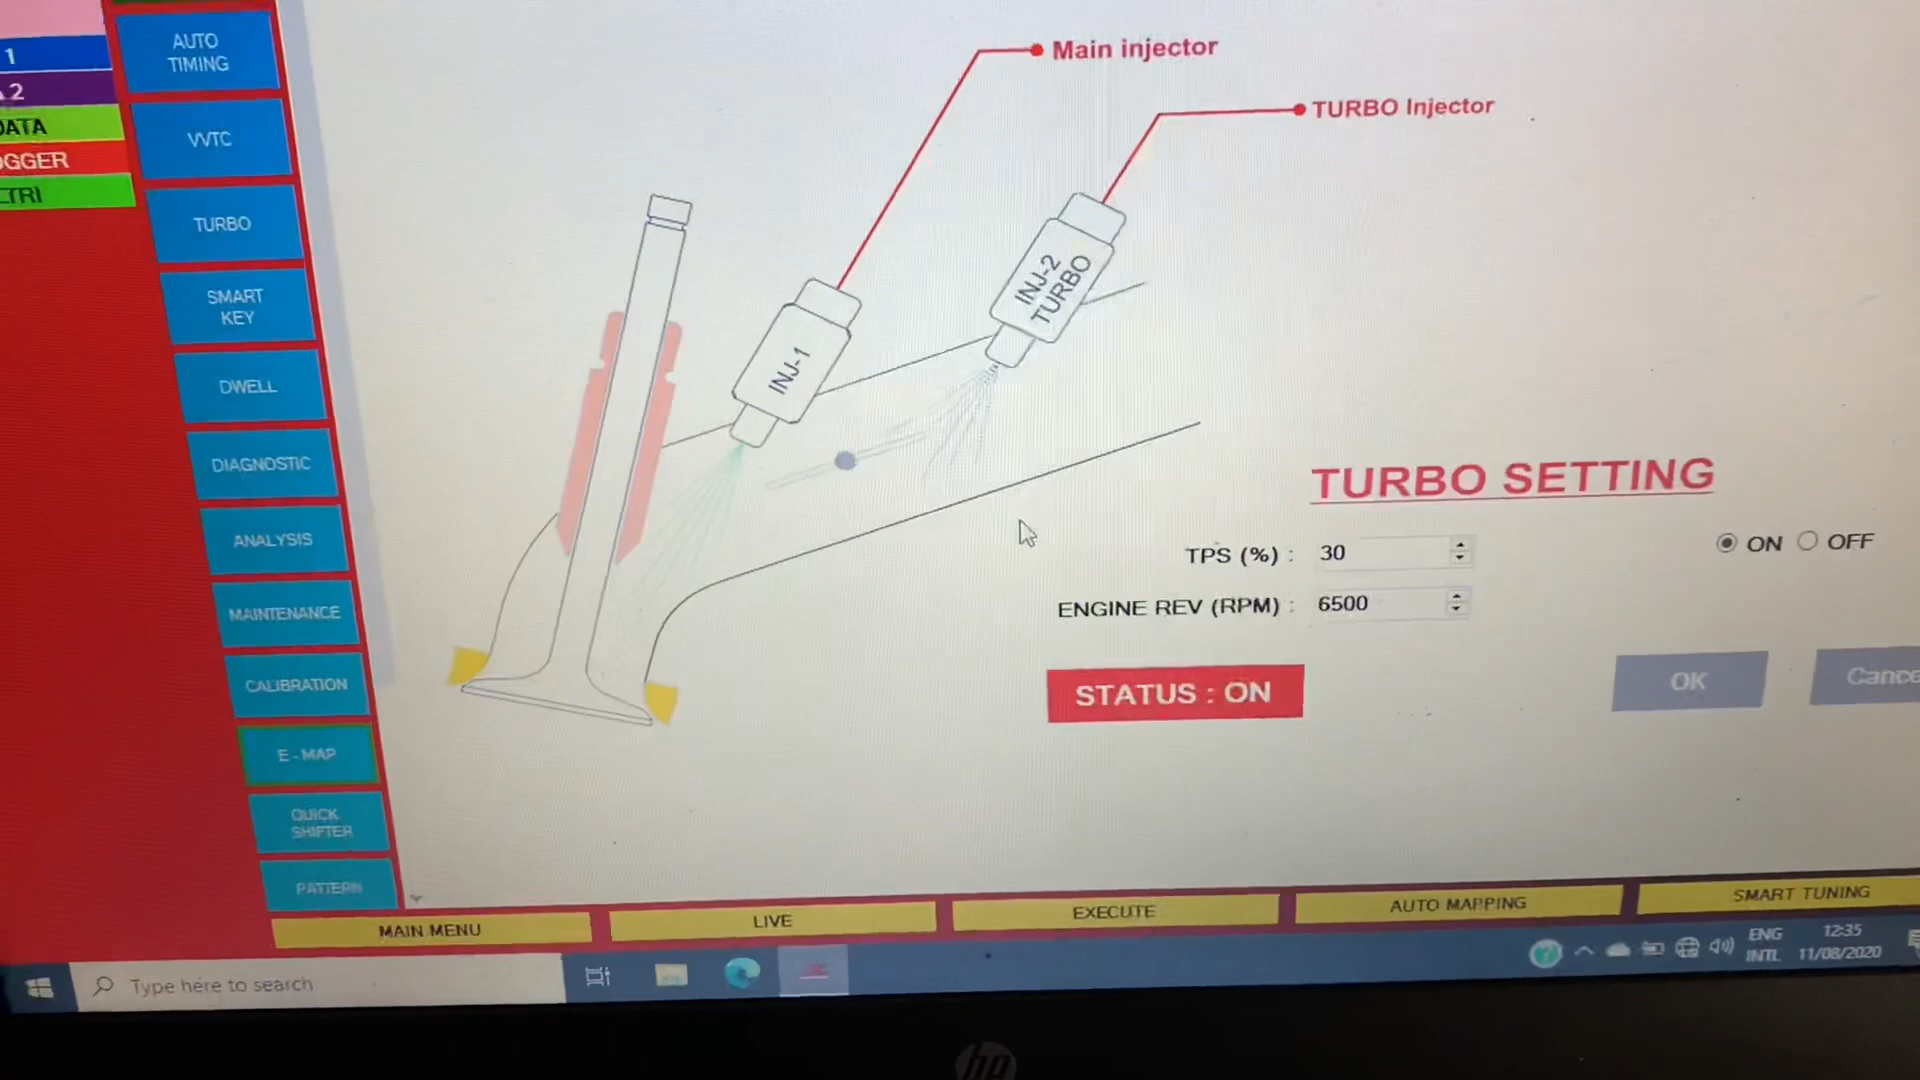 1
2
DATA
OGGER
LTRI
AUTO
TIMING
VVTC
TURBO
SMART
KEY
DWELL
DIAGNOSTIC
ANALYSIS
MAINTENANCE
CALIBRATION
E - MAP
QUICK
SHIFTER
PATTERN
Main injector
TURBO Injector
INJ-1
INJ-2
TURBO
TURBO SETTING
TPS (%) : 30
ON OFF
ENGINE REV (RPM) : 6500
STATUS : ON
OK
Cance
MAIN MENU
LIVE
EXECUTE
AUTO MAPPING
SMART TUNING
Type here to search
ENG
INTL
12:35
11/08/2020
hp